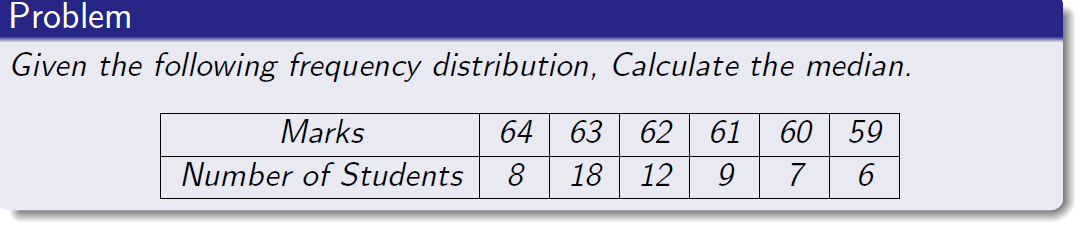 Problem
Given the following frequency distribution, Calculate the median.
Marks 64 63 62 61 60 59
Number of Students 8 18 12 9 7 6